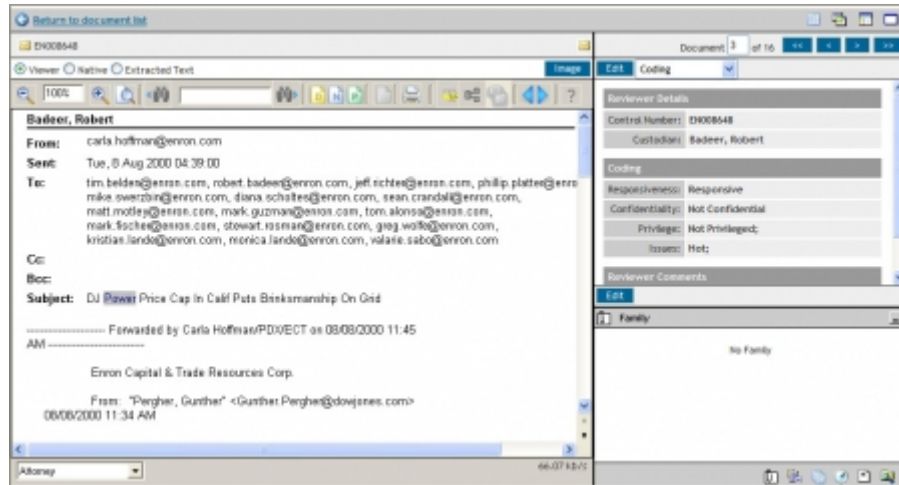 Return to document list
EN008648
Viewer Native Extracted Text
Image
100%
Badeer, Robert
From: carla.hoffman@enron.com
Sent: Tue, 8 Aug 2000 04:39:00
To: tim.belden@enron.com, robert.badeer@enron.com, jeff.richter@enron.com, phillip.platter@enro
mike.swerzbin@enron.com, diana.scholtes@enron.com, sean.crandall@enron.com,
matt.motley@enron.com, mark.guzman@enron.com, tom.alonso@enron.com,
mark.fischer@enron.com, stewart.rosman@enron.com, greg.wolfe@enron.com,
kristian.lande@enron.com, monica.lande@enron.com, valarie.sabo@enron.com
Cc:
Bcc:
Subject: DJ Power Price Cap In Calif Puts Brinksmanship On Grid
------------------- Forwarded by Carla Hoffman/PDX/ECT on 08/08/2000 11:45
AM -----------------------
Enron Capital & Trade Resources Corp.
From: "Pergher, Gunther" <Gunther.Pergher@dowjones.com>
08/08/2000 11:34 AM
Attorney
66.07 kb/s
Document 3 of 16 << < > >>
Edit Coding
Reviewer Details
Control Number: EN008648
Custodian: Badeer, Robert
Coding
Responsiveness: Responsive
Confidentiality: Not Confidential
Privilege: Not Privileged;
Issues: Hot;
Reviewer Comments
Edit
Family
No Family